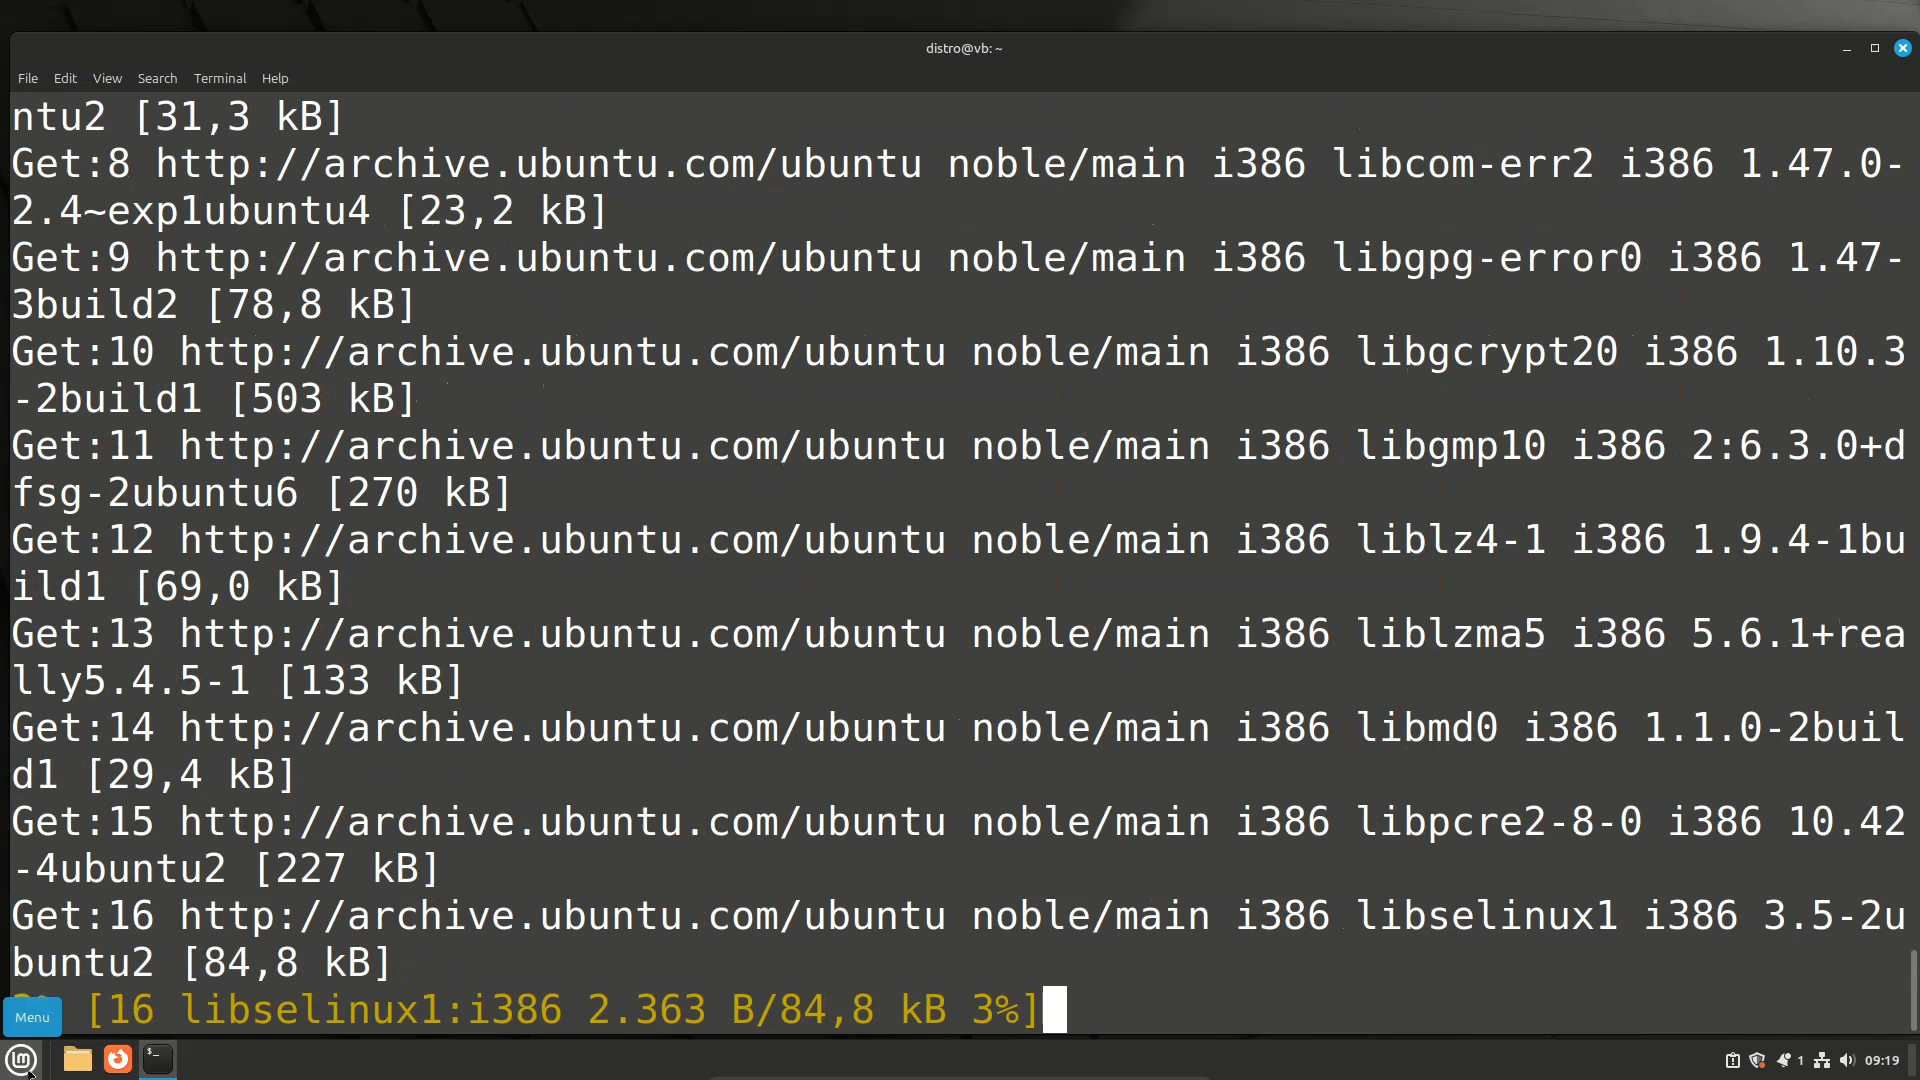 distro@vb: ~
File Edit View Search Terminal Help
ntu2 [31,3 kB]
Get:8 http://archive.ubuntu.com/ubuntu noble/main i386 libcom-err2 i386 1.47.0-
2.4~exp1ubuntu4 [23,2 kB]
Get:9 http://archive.ubuntu.com/ubuntu noble/main i386 libgpg-error0 i386 1.47-
3build2 [78,8 kB]
Get:10 http://archive.ubuntu.com/ubuntu noble/main i386 libgcrypt20 i386 1.10.3
-2build1 [503 kB]
Get:11 http://archive.ubuntu.com/ubuntu noble/main i386 libgmp10 i386 2:6.3.0+d
fsg-2ubuntu6 [270 kB]
Get:12 http://archive.ubuntu.com/ubuntu noble/main i386 liblz4-1 i386 1.9.4-1bu
ild1 [69,0 kB]
Get:13 http://archive.ubuntu.com/ubuntu noble/main i386 liblzma5 i386 5.6.1+rea
lly5.4.5-1 [133 kB]
Get:14 http://archive.ubuntu.com/ubuntu noble/main i386 libmd0 i386 1.1.0-2buil
d1 [29,4 kB]
Get:15 http://archive.ubuntu.com/ubuntu noble/main i386 libpcre2-8-0 i386 10.42
-4ubuntu2 [227 kB]
Get:16 http://archive.ubuntu.com/ubuntu noble/main i386 libselinux1 i386 3.5-2u
buntu2 [84,8 kB]
[16 libselinux1:i386 2.363 B/84,8 kB 3%]
Menu
1 09:19